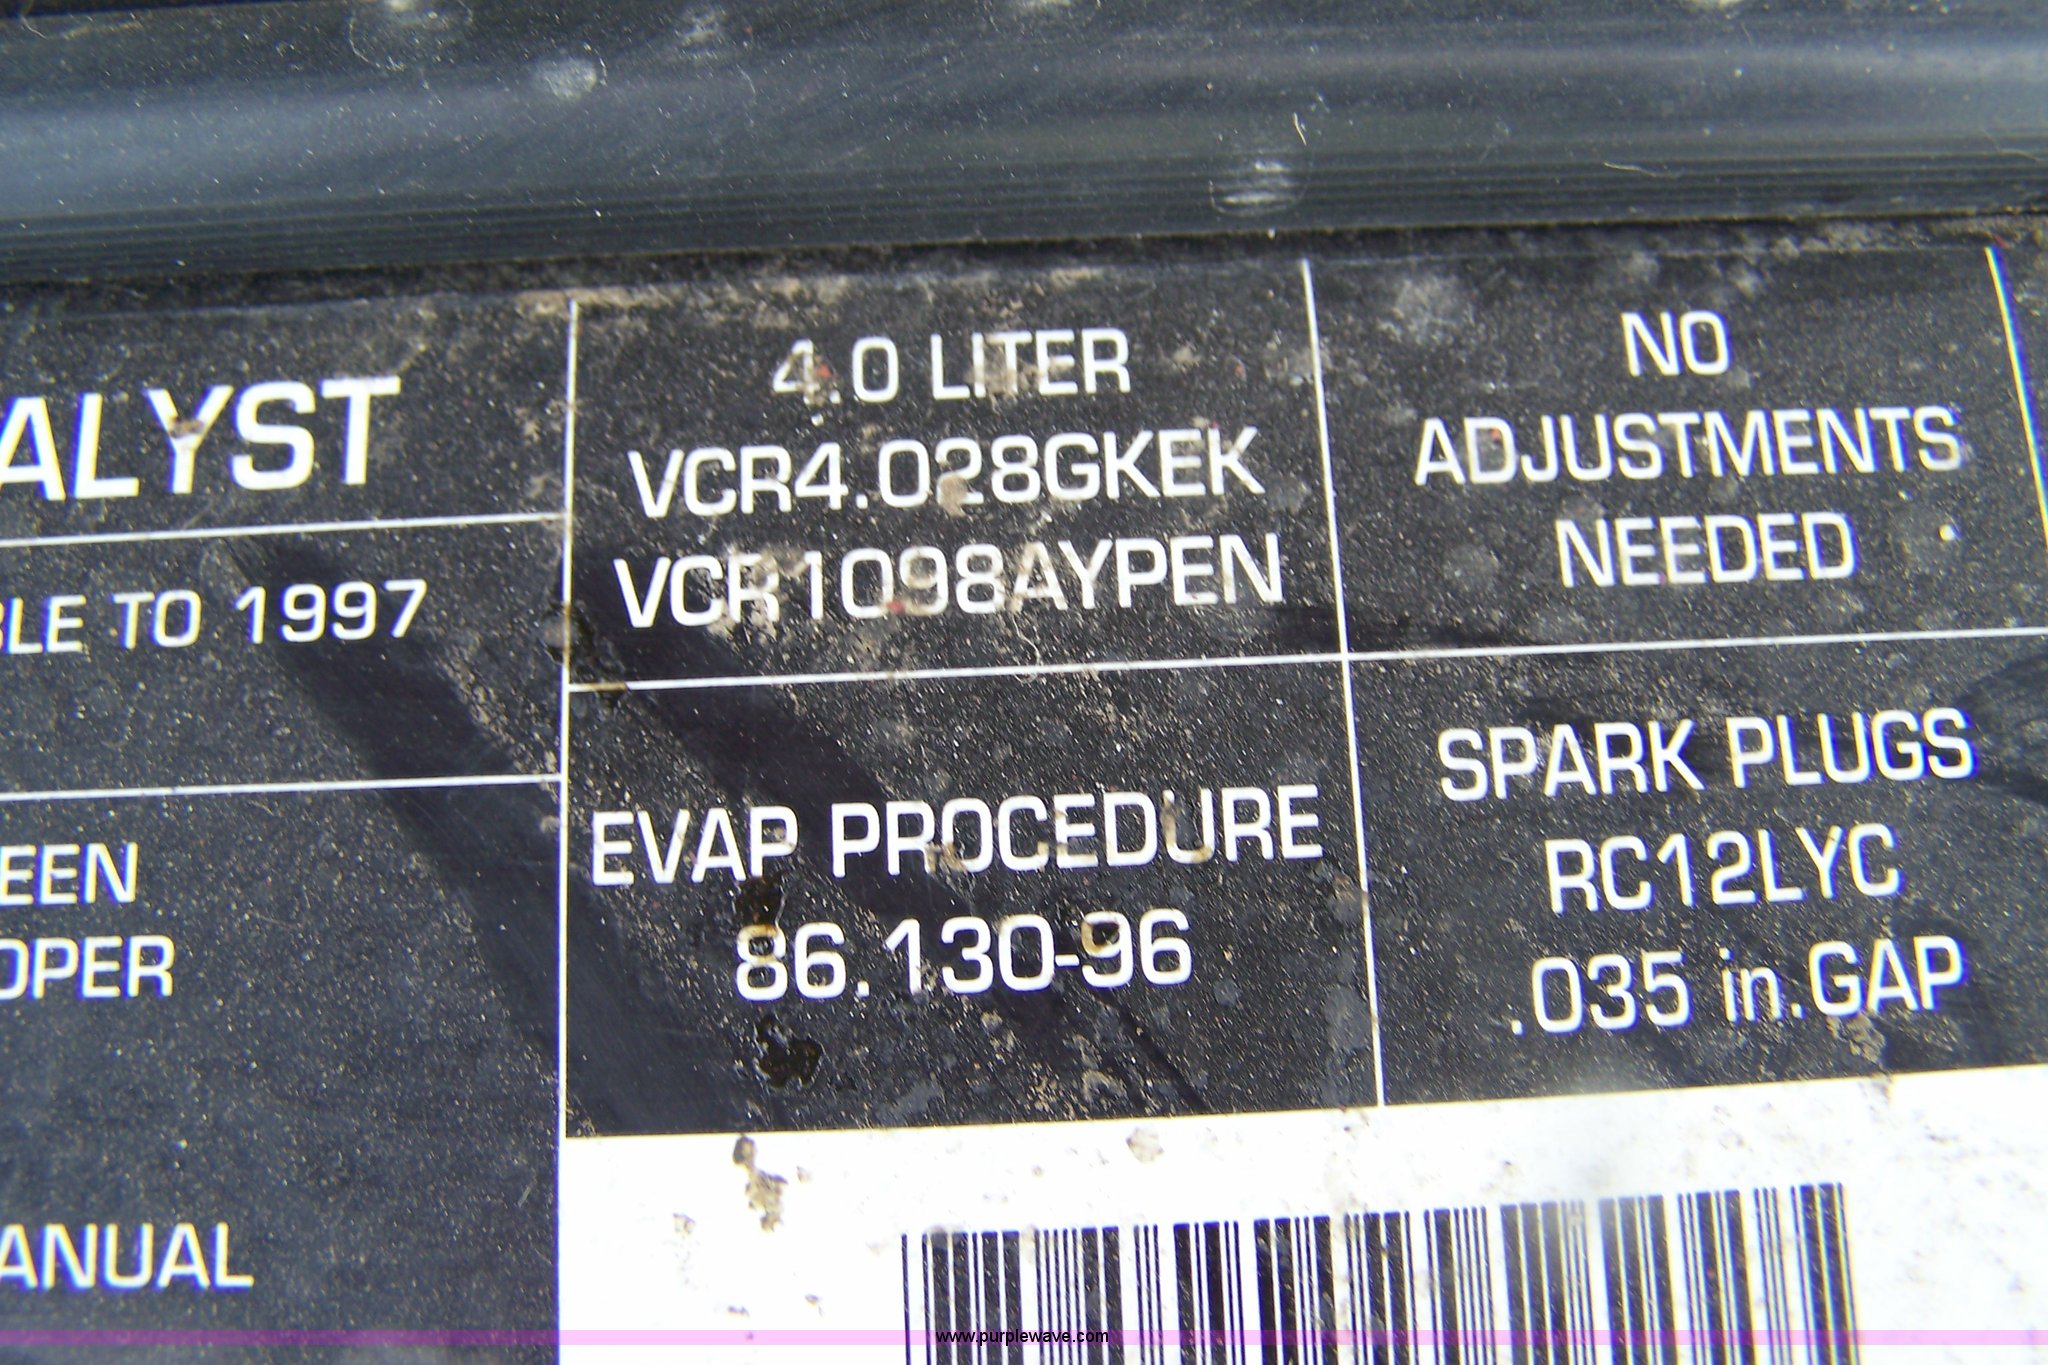 ALYST
BLE TO 1997
EEN
OPER
ANUAL
4.0 LITER
VCR4.028GKEK
VCR1098AYPEN
EVAP PROCEDURE
86.130-96
NO
ADJUSTMENTS
NEEDED
SPARK PLUGS
RC12LYC
.035 in.GAP
www.purplewave.com